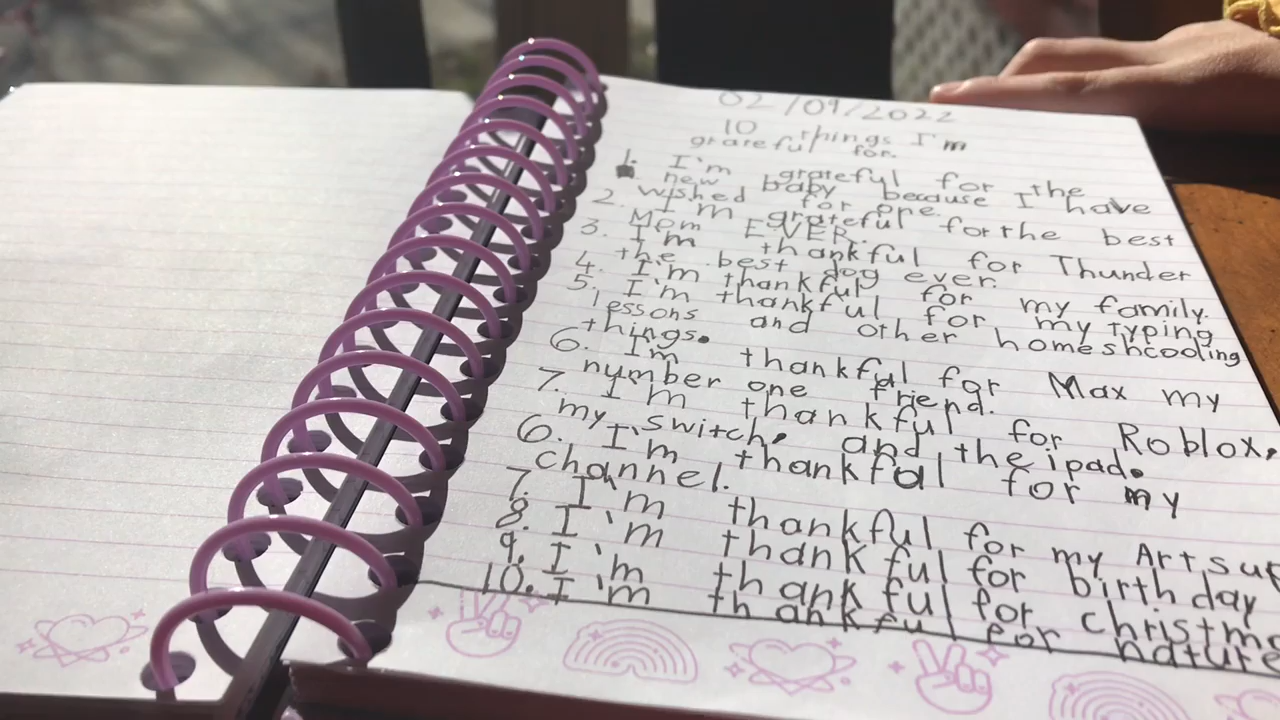 02/09/2022
10 things I'm
grateful for.
1. I'm grateful for the
new baby because I have
wished for one.
2. I'm grateful forthe best
Mom EVER.
3. I'm thankful for Thunder
the best dog ever.
4. I'm thankful for my family.
5. I'm thankful for my typing
lessons and other homeshcooling
things.
6. I'm thankful for Max my
number one friend.
7. I'm thankful for Roblox,
my switch, and the ipad.
6. I'm thankful for my
channel.
7. I'm thankful for my Art sup
8. I'm thankful for birthday
9. I'm thankful for christm
10. I'm thankful for nature